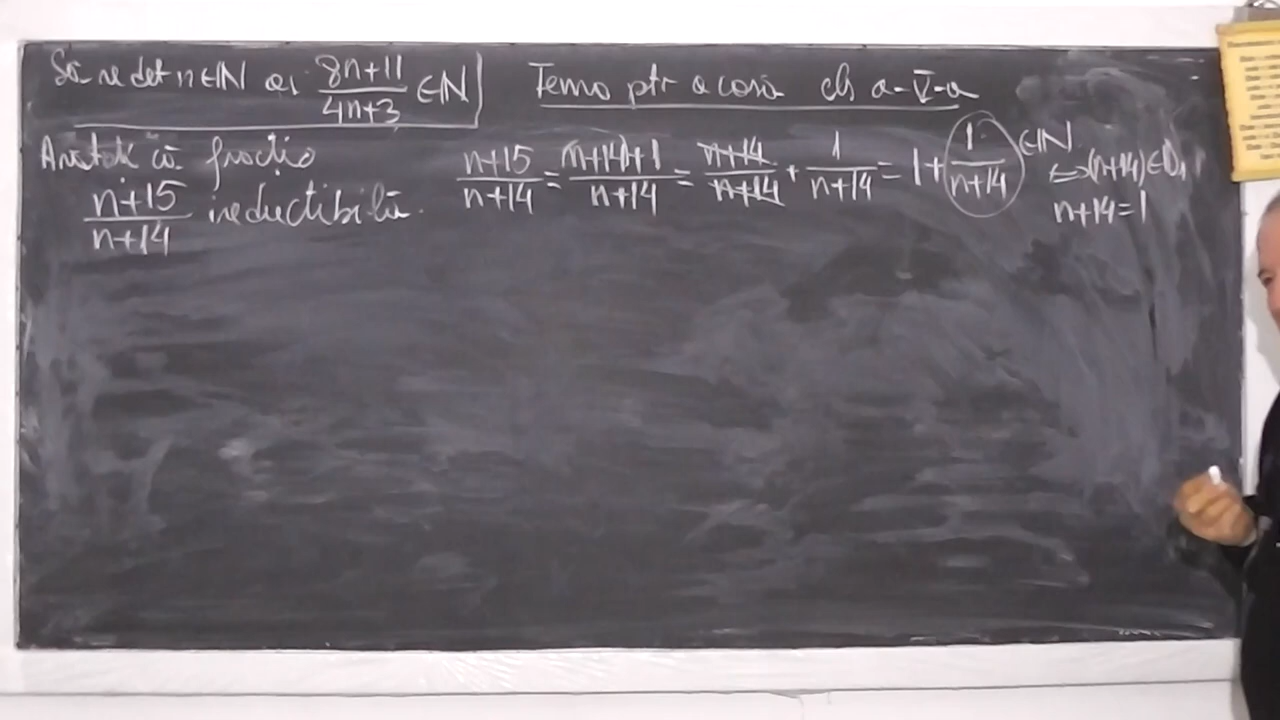 Să se det n∈ℕ aî (8n+11)/(4n+3) ∈ℕ
Temă ptr acasă cls a-V-a
Arătați că fracția
(n+15)/(n+14) ireductibilă.
(n+15)/(n+14) = (n+14+1)/(n+14) = (n+14)/(n+14) + 1/(n+14) = 1 + 1/(n+14) ∈ℕ
⇔ (n+14)∈D₁
n+14=1